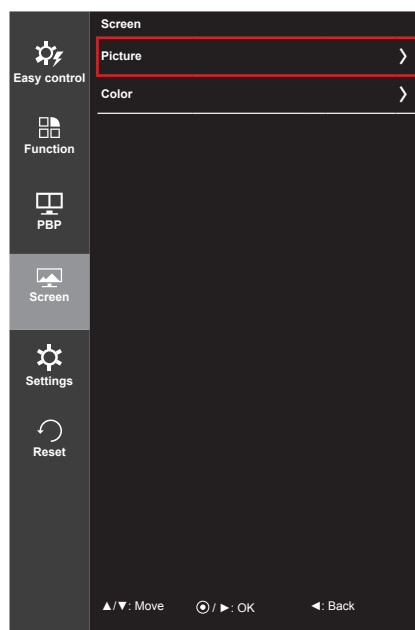 Screen
Picture
Color
Easy control
Function
PBP
Screen
Settings
Reset
▲/▼: Move
◉ / ►: OK
◄: Back